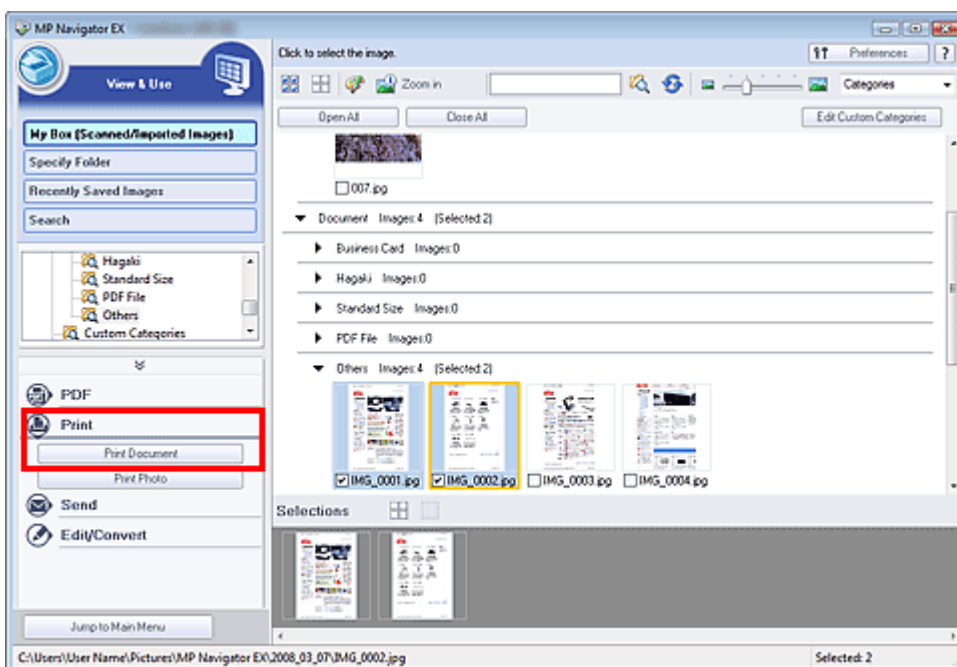 MP Navigator EX
View & Use
My Box (Scanned/Imported Images)
Specify Folder
Recently Saved Images
Search
Hagaki
Standard Size
PDF File
Others
Custom Categories
PDF
Print
Print Document
Print Photo
Send
Edit/Convert
Jump to Main Menu
Click to select the image.
Preferences ?
Zoom in
Categories
Open All Close All Edit Custom Categories
007.jpg
Document Images:4 (Selected:2)
Business Card Images:0
Hagaki Images:0
Standard Size Images:0
PDF File Images:0
Others Images:4 (Selected:2)
IMG_0001.jpg IMG_0002.jpg IMG_0003.jpg IMG_0004.jpg
Selections
C:\Users\User Name\Pictures\MP Navigator EX\2008_03_07\IMG_0002.jpg
Selected: 2